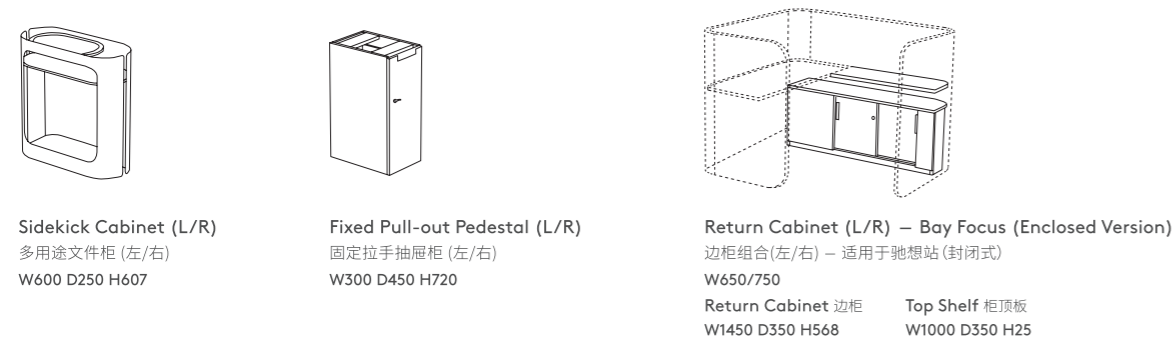 Sidekick Cabinet (L/R)
多用途文件柜 (左/右)
W600 D250 H607
Fixed Pull-out Pedestal (L/R)
固定拉手抽屉柜 (左/右)
W300 D450 H720
Return Cabinet (L/R) – Bay Focus (Enclosed Version)
边柜组合(左/右) – 适用于驰想站(封闭式)
W650/750
Return Cabinet 边柜
W1450 D350 H568
Top Shelf 柜顶板
W1000 D350 H25